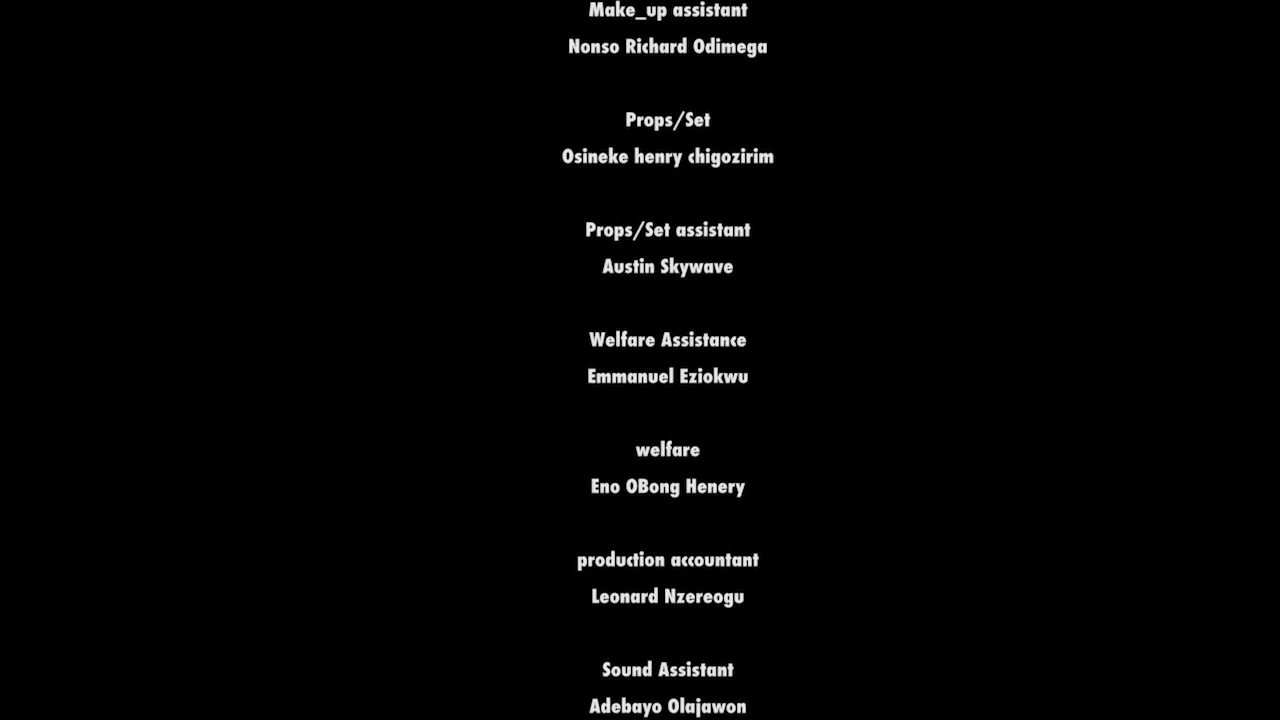 Make_up assistant
Nonso Richard Odimega
Props/Set
Osineke henry chigozirim
Props/Set assistant
Austin Skywave
Welfare Assistance
Emmanuel Eziokwu
welfare
Eno OBong Henery
production accountant
Leonard Nzereogu
Sound Assistant
Adebayo Olajawon